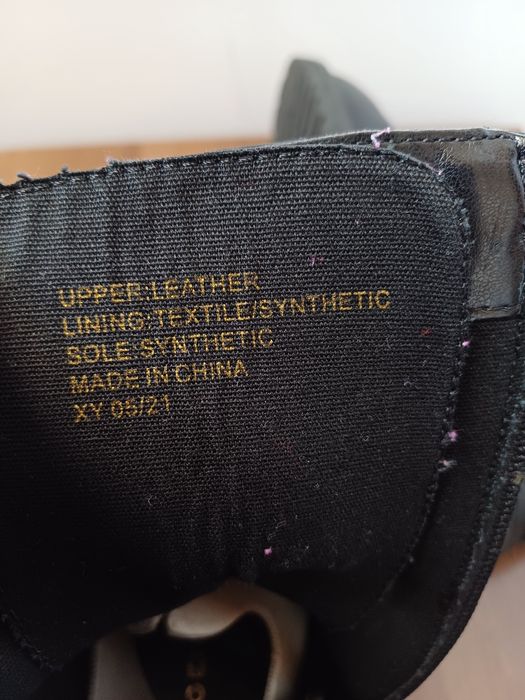 UPPER:LEATHER
LINING:TEXTILE/SYNTHETIC
SOLE:SYNTHETIC
MADE IN CHINA
XY 05/21